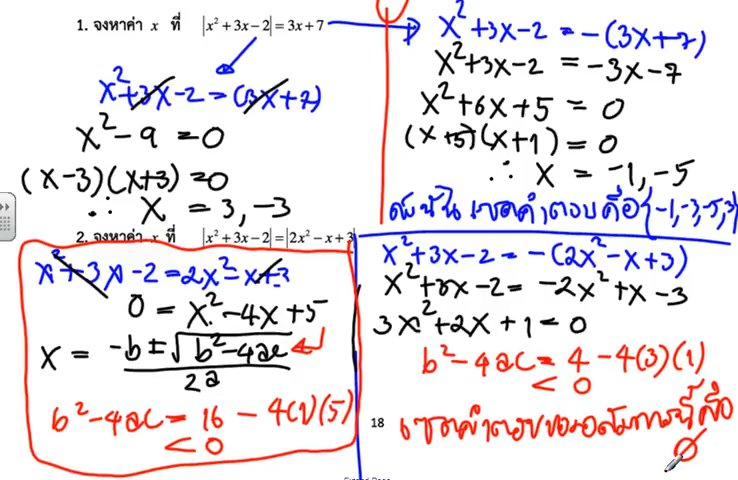 1. จงหาค่า x ที่ |x² + 3x − 2| = 3x + 7
x² + 3x − 2 = (3x + 7)
x² − 9 = 0
(x − 3)(x + 3) = 0
∴ x = 3, −3
x² + 3x − 2 = −(3x + 7)
x² + 3x − 2 = −3x − 7
x² + 6x + 5 = 0
(x + 5)(x + 1) = 0
∴ x = −1, −5
ดังนั้น เซตคำตอบคือ {−1, −3, −5, 3}
2. จงหาค่า x ที่ |x² + 3x − 2| = |2x² − x + 3|
x² + 3x − 2 = 2x² − x + 3
0 = x² − 4x + 5
x = −b ± √b² − 4ac
2a
b² − 4ac = 16 − 4(1)(5)
< 0
x² + 3x − 2 = −(2x² − x + 3)
x² + 3x − 2 = −2x² + x − 3
3x² + 2x + 1 = 0
b² − 4ac = 4 − 4(3)(1)
< 0
18
เซตคำตอบของอสมการนี้คือ
∅